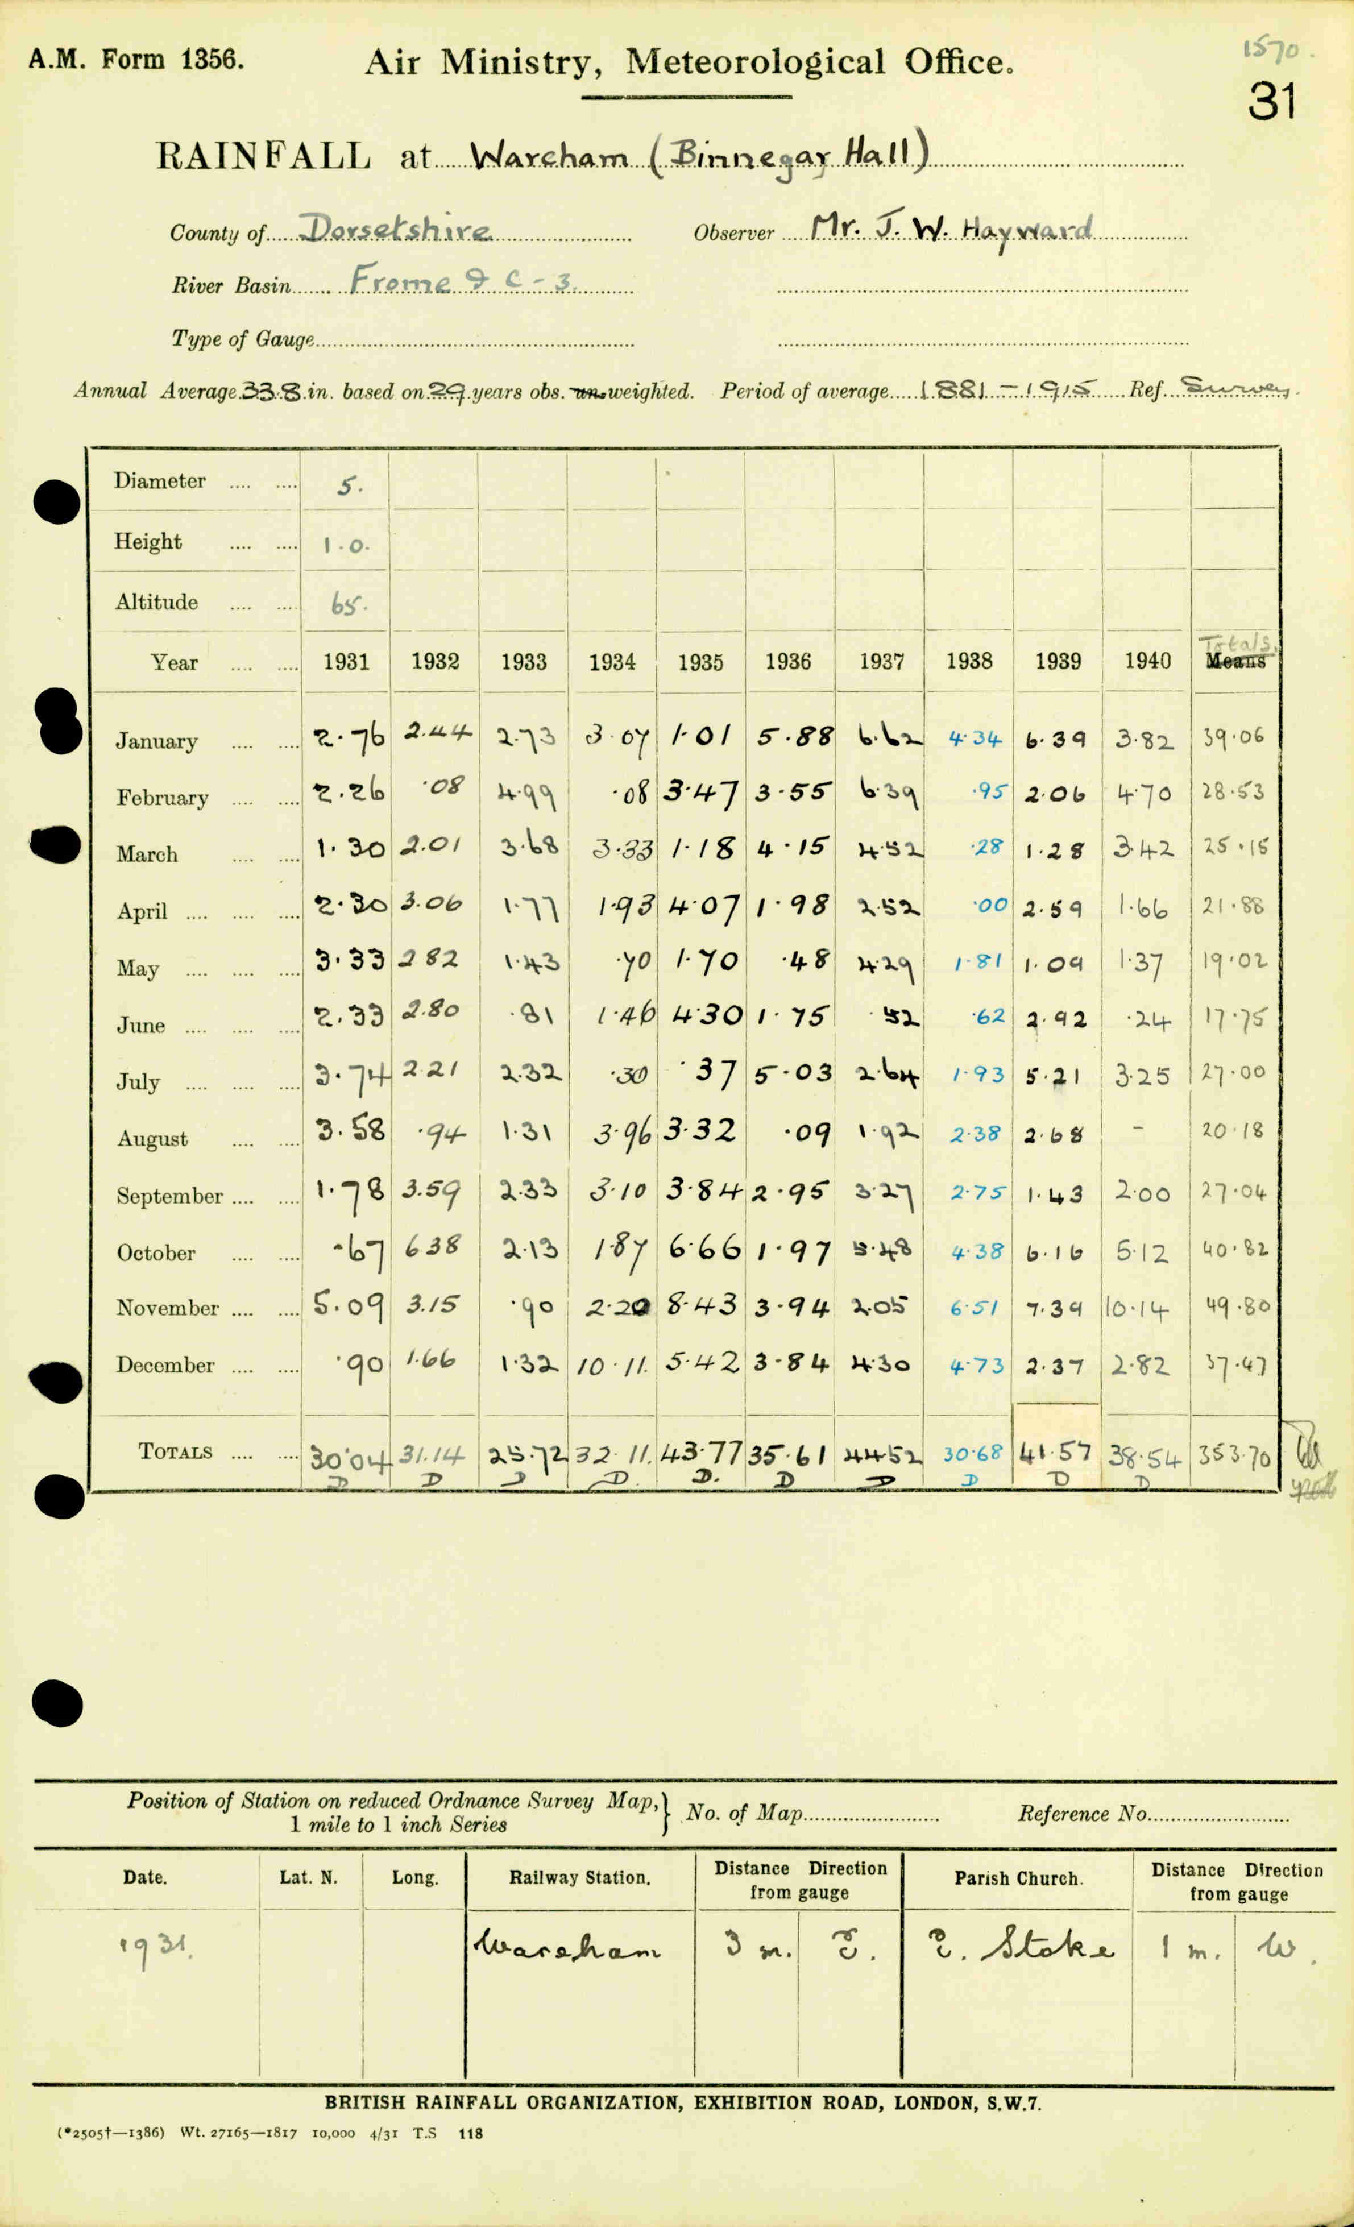 1570.
A.M. Form 1356. Air Ministry, Meteorological Office.
31
RAINFALL at Wareham (Binnegar Hall)
County of Dorsetshire Observer Mr. J. W. Hayward
River Basin Frome & C - 3.
Type of Gauge
Annual Average 33.8 in. based on 29 years obs. un-weighted. Period of average 1881-1915 Ref. Survey.
Diameter 5.
Height 1.0.
Altitude 65.
Totals.
Year 1931 1932 1933 1934 1935 1936 1937 1938 1939 1940 Means
January 2.76 2.44 2.73 3.07 1.01 5.88 6.62 4.34 6.39 3.82 39.06
February 2.26 .08 4.99 .08 3.47 3.55 6.39 .95 2.06 4.70 28.53
March 1.30 2.01 3.68 3.33 1.18 4.15 4.52 .28 1.28 3.42 25.15
April 2.30 3.06 1.77 1.93 4.07 1.98 2.52 .00 2.59 1.66 21.88
May 3.33 2 82 1.43 .70 1.70 .48 4.29 1.81 1.09 1.37 19.02
June 2.33 2.80 .81 1.46 4.30 1.75 .52 .62 2.92 .24 17.75
July 3.74 2.21 2.32 .30 .37 5.03 2.64 1.93 5.21 3.25 27.00
August 3.58 .94 1.31 3.96 3.32 .09 1.92 2.38 2.68 - 20.18
September 1.78 3.59 2.33 3.10 3.84 2.95 3.27 2.75 1.43 2.00 27.04
October .67 6 38 2.13 1.87 6.66 1.97 5.48 4.38 6.16 5.12 40.82
November 5.09 3.15 .90 2.20 8.43 3.94 2.05 6.51 7.39 10.14 49.80
December .90 1.66 1.32 10.11. 5.42 3.84 4.30 4.73 2.37 2.82 37.47
TOTALS 30.04 31.14 25.72 32.11. 43.77 35.61 44.52 30.68 41.57 38.54 353.70
D D D D. D. D D D D D
Position of Station on reduced Ordnance Survey Map,
1 mile to 1 inch Series } No. of Map Reference No.
Date. Lat. N. Long. Railway Station. Distance Direction from gauge Parish Church. Distance Direction from gauge
1931. Wareham 3 m. E. E. Stoke 1 m. W.
BRITISH RAINFALL ORGANIZATION, EXHIBITION ROAD, LONDON, S.W.7.
(*2505†—1386) Wt. 27165—1817 10,000 4/31 T.S 118